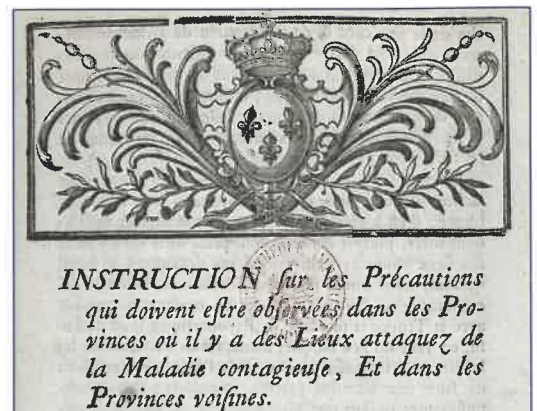 INSTRUCTION ſur les Précautions
qui doivent eſtre obſervées dans les Pro-
vinces où il y a des Lieux attaquez de
la Maladie contagieuſe, Et dans les
Provinces voiſines.